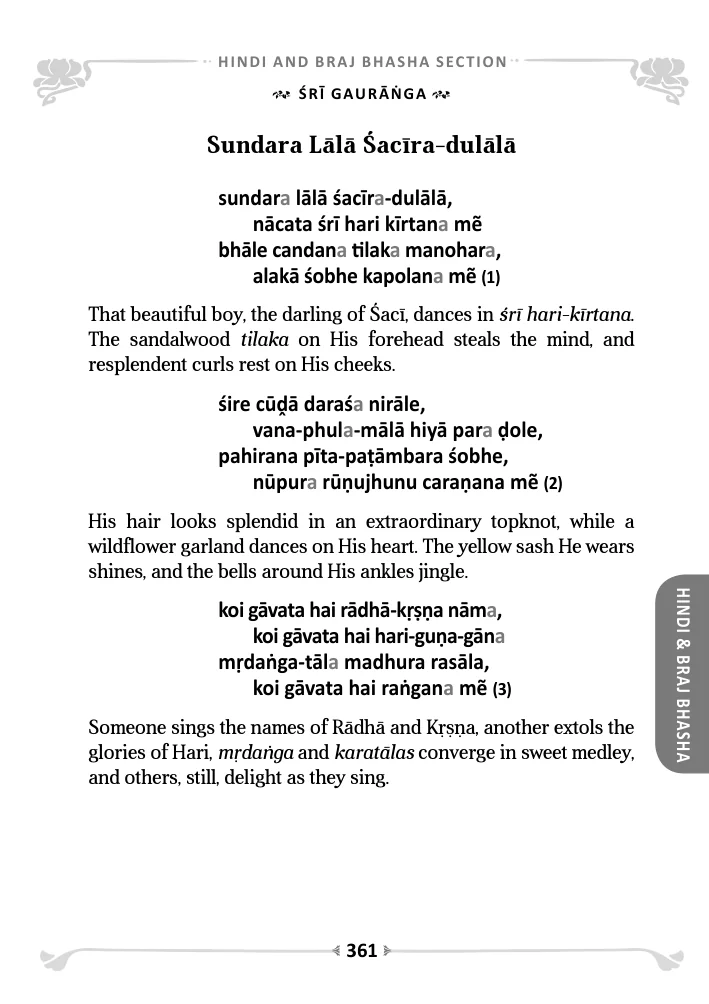 HINDI AND BRAJ BHASHA SECTION
ŚRĪ GAURĀṄGA
Sundara Lālā Śacīra-dulālā
sundara lālā śacīra-dulālā,
nācata śrī hari kīrtana mẽ
bhāle candana tilaka manohara,
alakā śobhe kapolana mẽ (1)
That beautiful boy, the darling of Śacī, dances in śrī hari-kīrtana.
The sandalwood tilaka on His forehead steals the mind, and
resplendent curls rest on His cheeks.
śire cūḓā daraśa nirāle,
vana-phula-mālā hiyā para ḍole,
pahirana pīta-paṭāmbara śobhe,
nūpura rūṇujhunu caraṇana mẽ (2)
His hair looks splendid in an extraordinary topknot, while a
wildflower garland dances on His heart. The yellow sash He wears
shines, and the bells around His ankles jingle.
koi gāvata hai rādhā-kṛṣṇa nāma,
koi gāvata hai hari-guṇa-gāna
mṛdaṅga-tāla madhura rasāla,
koi gāvata hai raṅgana mẽ (3)
Someone sings the names of Rādhā and Kṛṣṇa, another extols the
glories of Hari, mṛdaṅga and karatālas converge in sweet medley,
and others, still, delight as they sing.
HINDI & BRAJ BHASHA
361